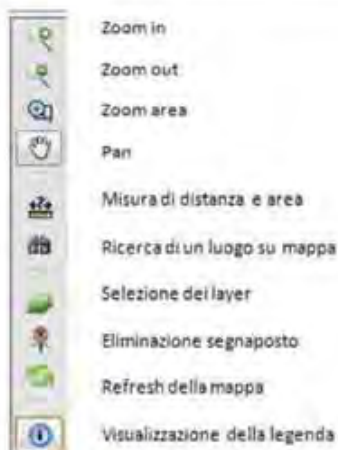 Zoom in
Zoom out
Zoom area
Pan
Misura di distanza e area
Ricerca di un luogo su mappa
Selezione dei layer
Eliminazione segnaposto
Refresh della mappa
Visualizzazione della legenda